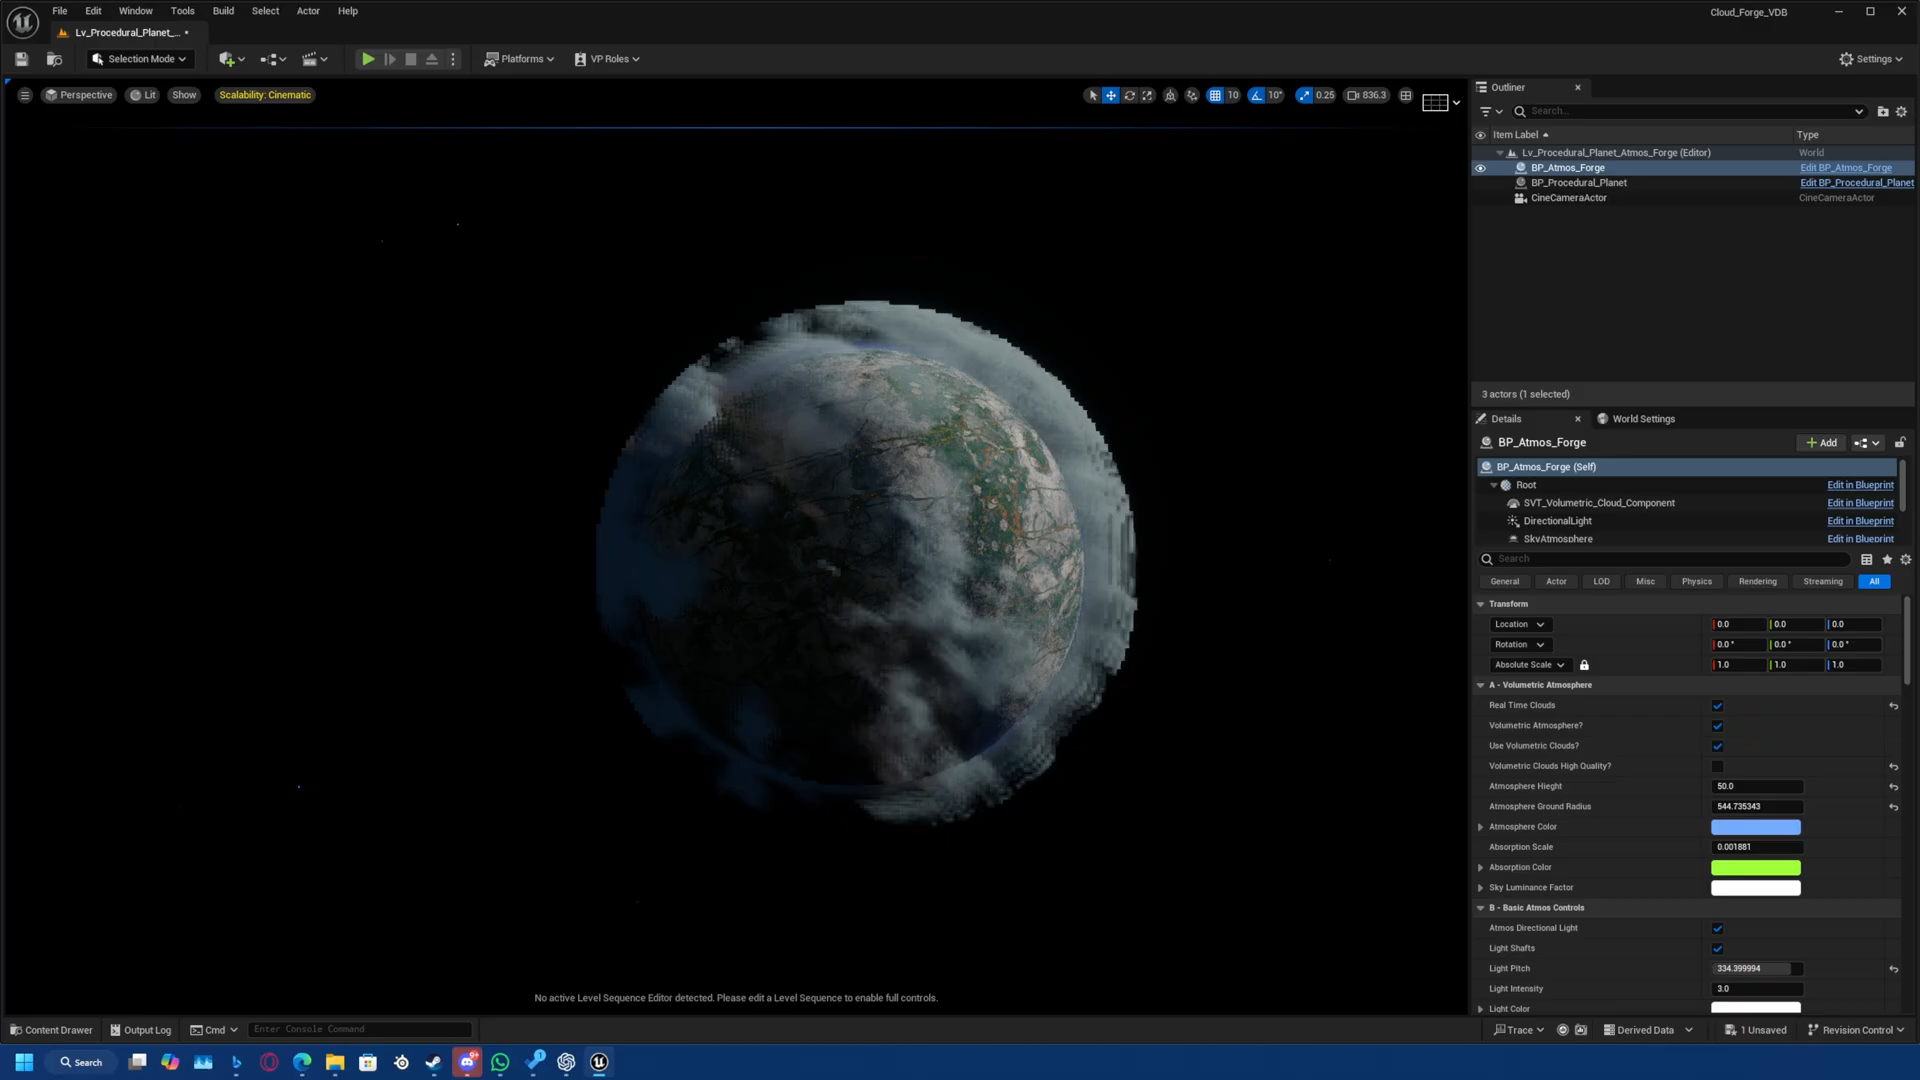 File Edit Window Tools Build Select Actor Help
Cloud_Forge_VDB
Lv_Procedural_Planet_... •
Selection Mode
Platforms
VP Roles
Settings
Perspective
Lit
Show
Scalability: Cinematic
10
10°
0.25
836.3
Outliner
Search...
Item Label
Type
Lv_Procedural_Planet_Atmos_Forge (Editor)
World
BP_Atmos_Forge
Edit BP_Atmos_Forge
BP_Procedural_Planet
Edit BP_Procedural_Planet
CineCameraActor
CineCameraActor
3 actors (1 selected)
Details
World Settings
BP_Atmos_Forge
Add
BP_Atmos_Forge (Self)
Root
Edit in Blueprint
SVT_Volumetric_Cloud_Component
Edit in Blueprint
DirectionalLight
Edit in Blueprint
SkyAtmosphere
Edit in Blueprint
Search
General
Actor
LOD
Misc
Physics
Rendering
Streaming
All
Transform
Location
0.0
0.0
0.0
Rotation
0.0 °
0.0 °
0.0 °
Absolute Scale
1.0
1.0
1.0
A - Volumetric Atmosphere
Real Time Clouds
Volumetric Atmosphere?
Use Volumetric Clouds?
Volumetric Clouds High Quality?
Atmosphere Hieght
50.0
Atmosphere Ground Radius
544.735343
Atmosphere Color
Absorption Scale
0.001881
Absorption Color
Sky Luminance Factor
B - Basic Atmos Controls
Atmos Directional Light
Light Shafts
Light Pitch
334.399994
Light Intensity
3.0
Light Color
No active Level Sequence Editor detected. Please edit a Level Sequence to enable full controls.
Content Drawer
Output Log
Cmd
Enter Console Command
Trace
Derived Data
1 Unsaved
Revision Control
Search